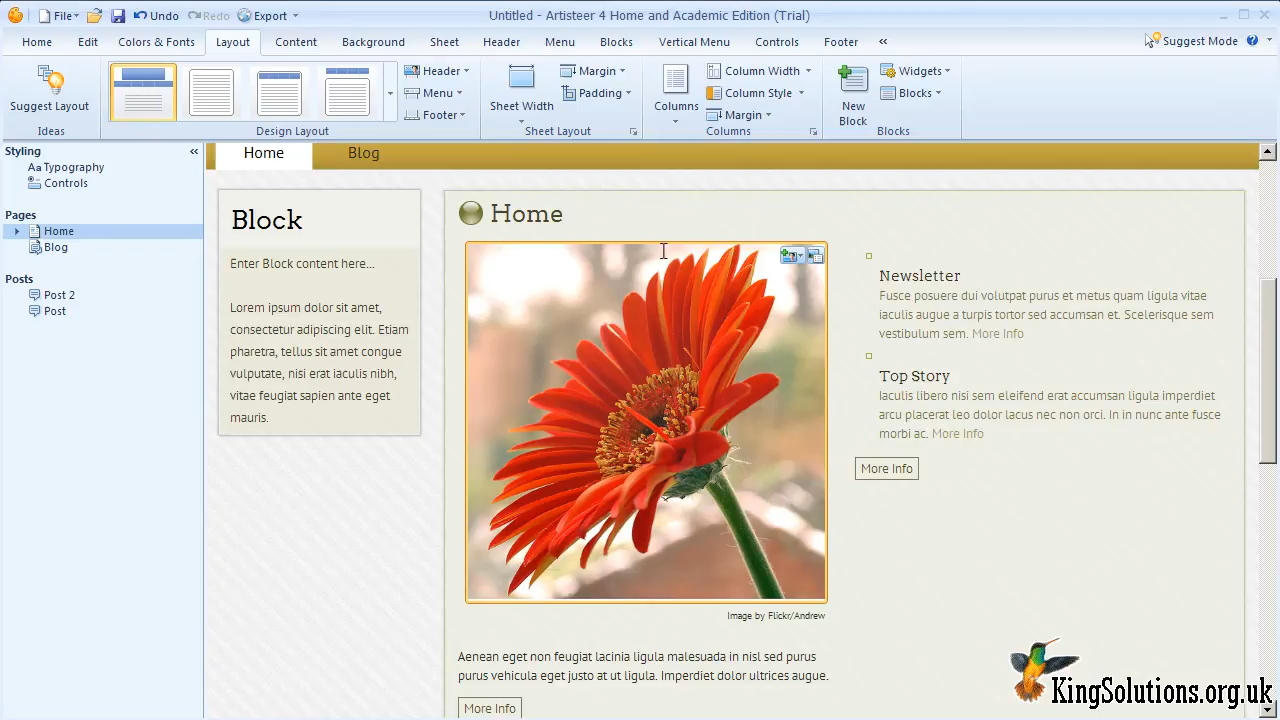 File
Undo
Redo
Export
Untitled - Artisteer 4 Home and Academic Edition (Trial)
Home
Edit
Colors & Fonts
Layout
Content
Background
Sheet
Header
Menu
Blocks
Vertical Menu
Controls
Footer
Suggest Mode
Suggest Layout
Ideas
Header
Menu
Footer
Design Layout
Sheet Width
Margin
Padding
Sheet Layout
Columns
Column Width
Column Style
Margin
Columns
New
Block
Widgets
Blocks
Blocks
Styling
Aa Typography
Controls
Pages
Home
Blog
Posts
Post 2
Post
Home
Blog
Block
Enter Block content here...
Lorem ipsum dolor sit amet,
consectetur adipiscing elit. Etiam
pharetra, tellus sit amet congue
vulputate, nisi erat iaculis nibh,
vitae feugiat sapien ante eget
mauris.
Home
Image by Flickr/Andrew
Aenean eget non feugiat lacinia ligula malesuada in nisl sed purus
purus vehicula eget justo at ut ligula. Imperdiet dolor ultrices augue.
More Info
Newsletter
Fusce posuere dui volutpat purus et metus quam ligula vitae
iaculis augue a turpis tortor sed accumsan et. Scelerisque sem
vestibulum sem. More Info
Top Story
Iaculis libero nisi sem eleifend erat accumsan ligula imperdiet
arcu placerat leo dolor lacus nec non orci. In in nunc ante fusce
morbi ac. More Info
More Info
KingSolutions.org.uk